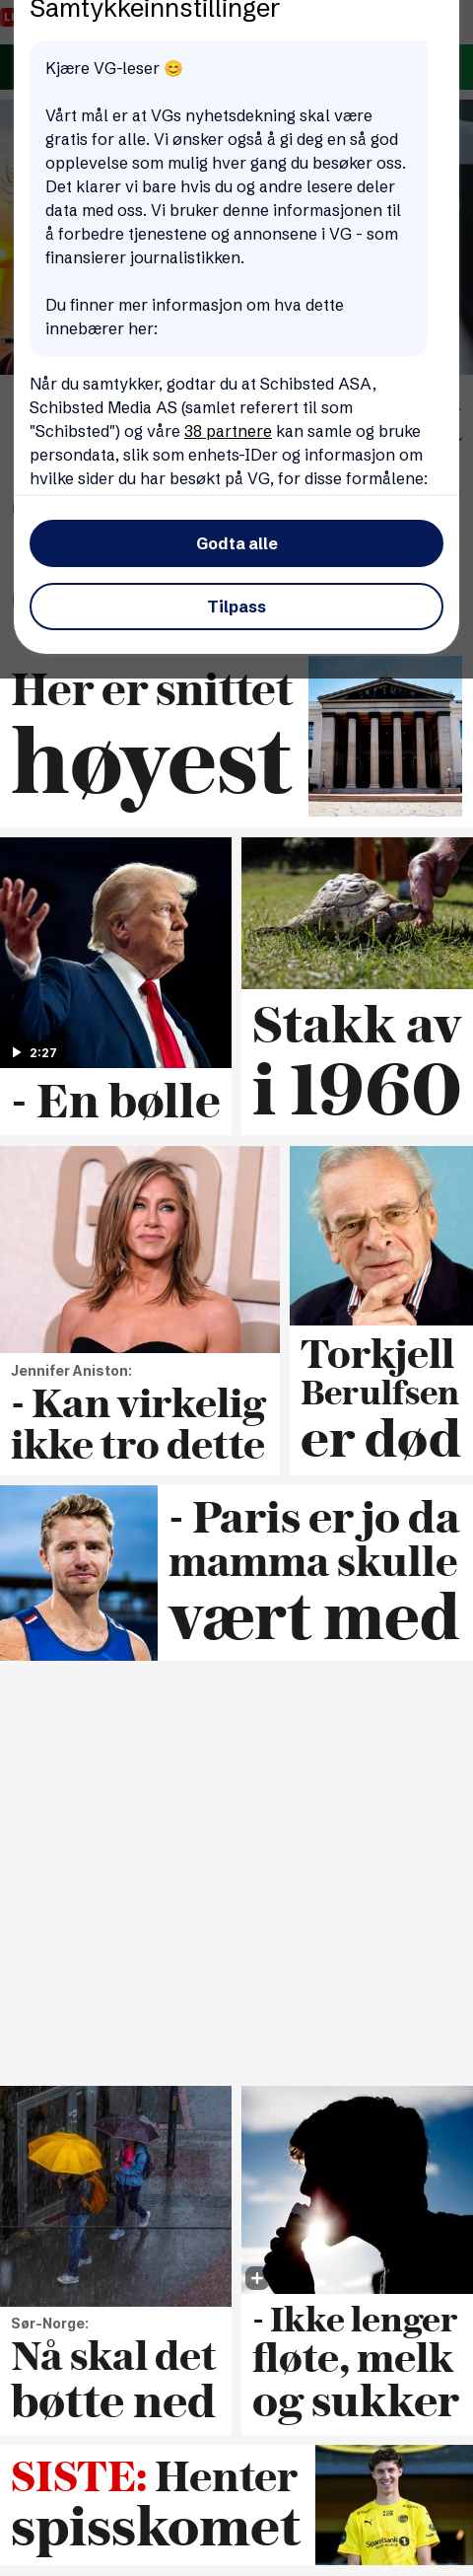 Samtykkeinnstillinger
Kjære VG-leser 😊
Vårt mål er at VGs nyhetsdekning skal være
gratis for alle. Vi ønsker også å gi deg en så god
opplevelse som mulig hver gang du besøker oss.
Det klarer vi bare hvis du og andre lesere deler
data med oss. Vi bruker denne informasjonen til
å forbedre tjenestene og annonsene i VG - som
finansierer journalistikken.
Du finner mer informasjon om hva dette
innebærer her:
Når du samtykker, godtar du at Schibsted ASA,
Schibsted Media AS (samlet referert til som
"Schibsted") og våre 38 partnere kan samle og bruke
persondata, slik som enhets-IDer og informasjon om
hvilke sider du har besøkt på VG, for disse formålene:
Godta alle
Tilpass
Her er snittet
høyest
2:27
- En bølle
Stakk av
i 1960
Jennifer Aniston:
- Kan virkelig
ikke tro dette
Torkjell
Berulfsen
er død
- Paris er jo da
mamma skulle
vært med
Sør-Norge:
Nå skal det
bøtte ned
- Ikke lenger
fløte, melk
og sukker
SISTE: Henter
spisskomet
SpareBank 1